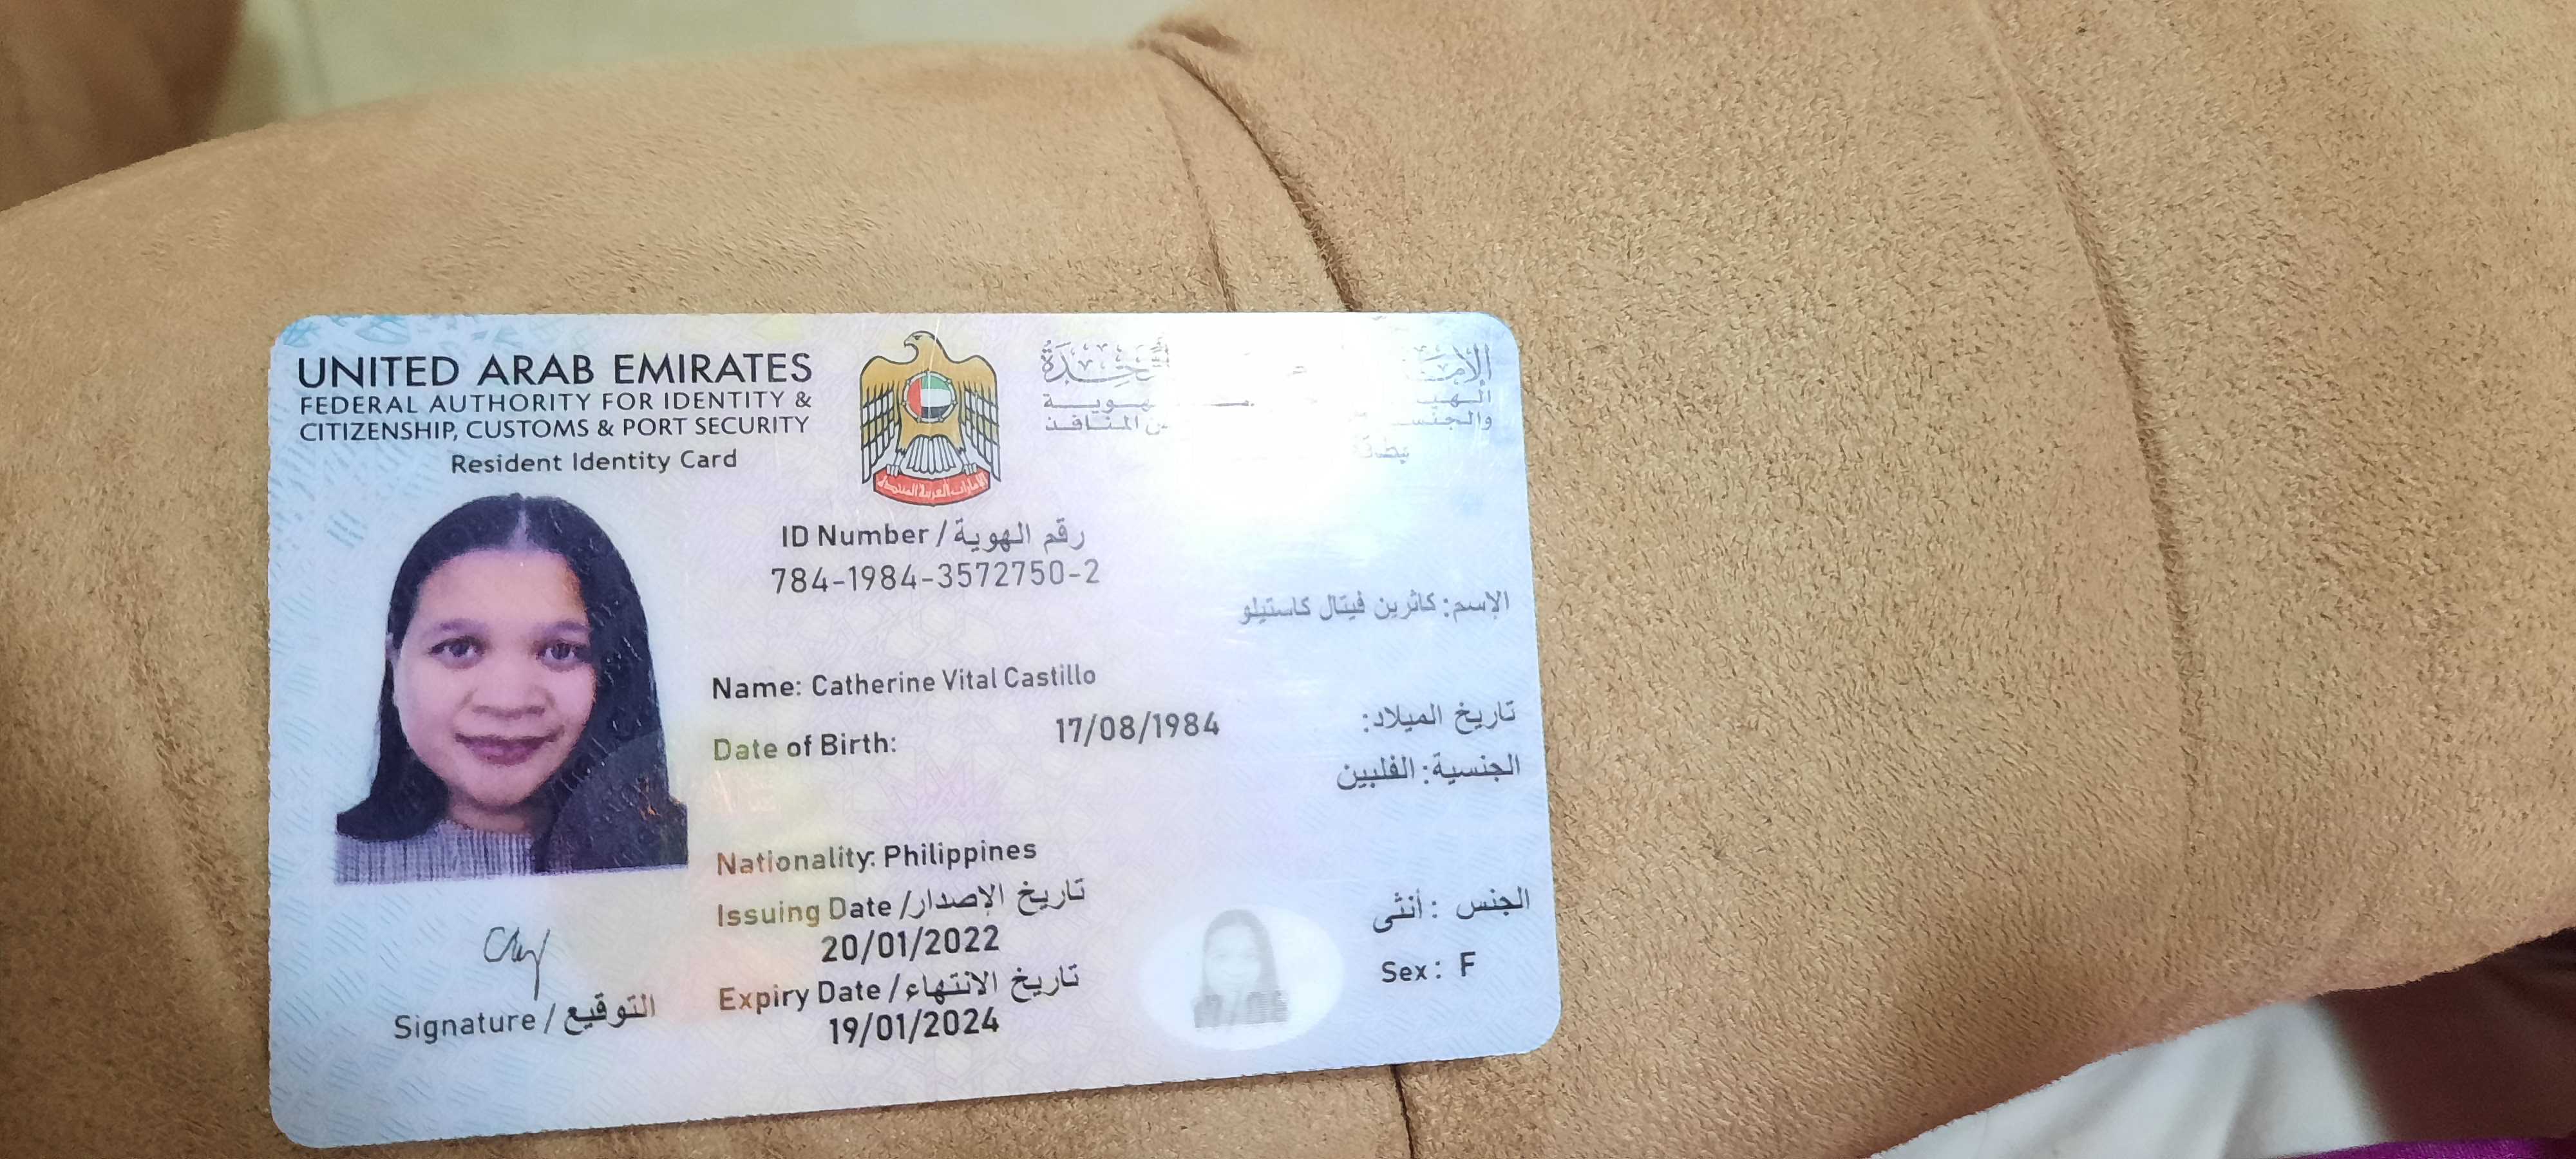 UNITED ARAB EMIRATES
FEDERAL AUTHORITY FOR IDENTITY &
CITIZENSHIP, CUSTOMS & PORT SECURITY
Resident Identity Card
ID Number / رقم الهوية
784-1984-3572750-2
الإسم: كاثرين فيتال كاستيلو
Name: Catherine Vital Castillo
Date of Birth: 17/08/1984 تاريخ الميلاد:
الجنسية: الفلبين
Nationality: Philippines
Issuing Date / تاريخ الإصدار
20/01/2022
Expiry Date / تاريخ الانتهاء
19/01/2024
الجنس: أنثى
Sex: F
Signature / التوقيع